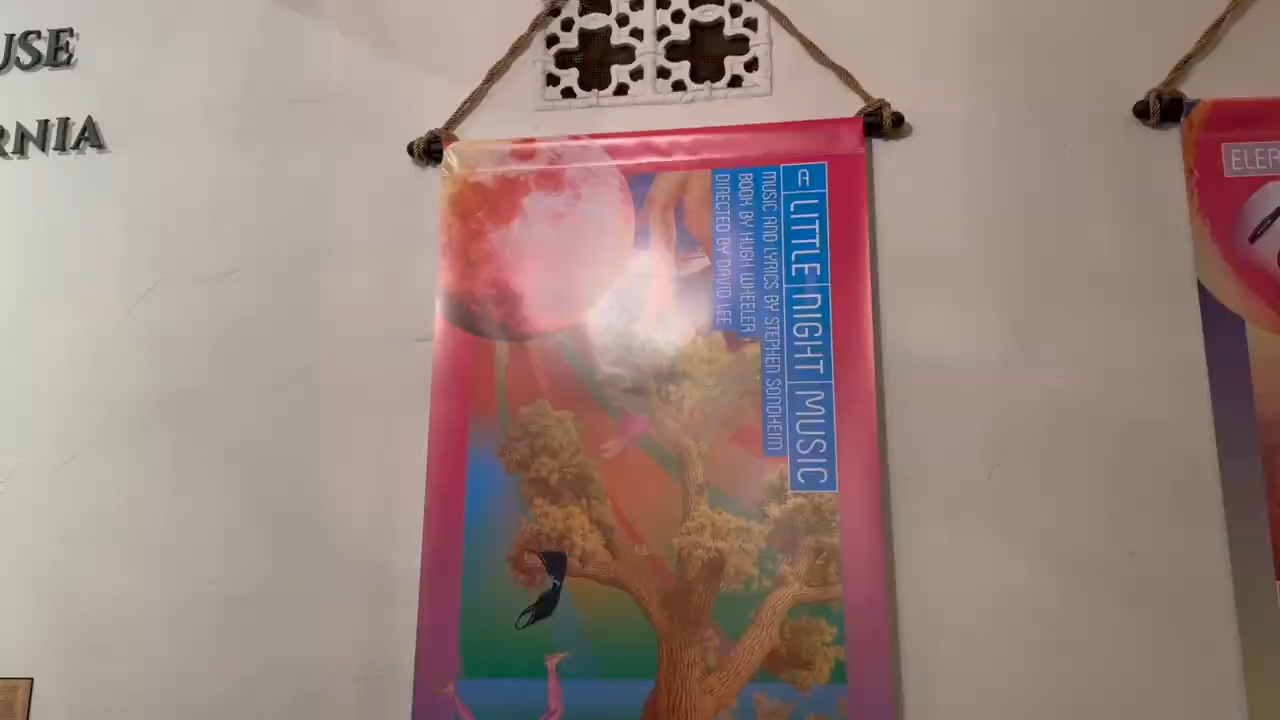 USE
RNIA
A LITTLE NIGHT MUSIC
MUSIC AND LYRICS BY STEPHEN SONDHEIM
BOOK BY HUGH WHEELER
DIRECTED BY DAVID LEE
ELEP